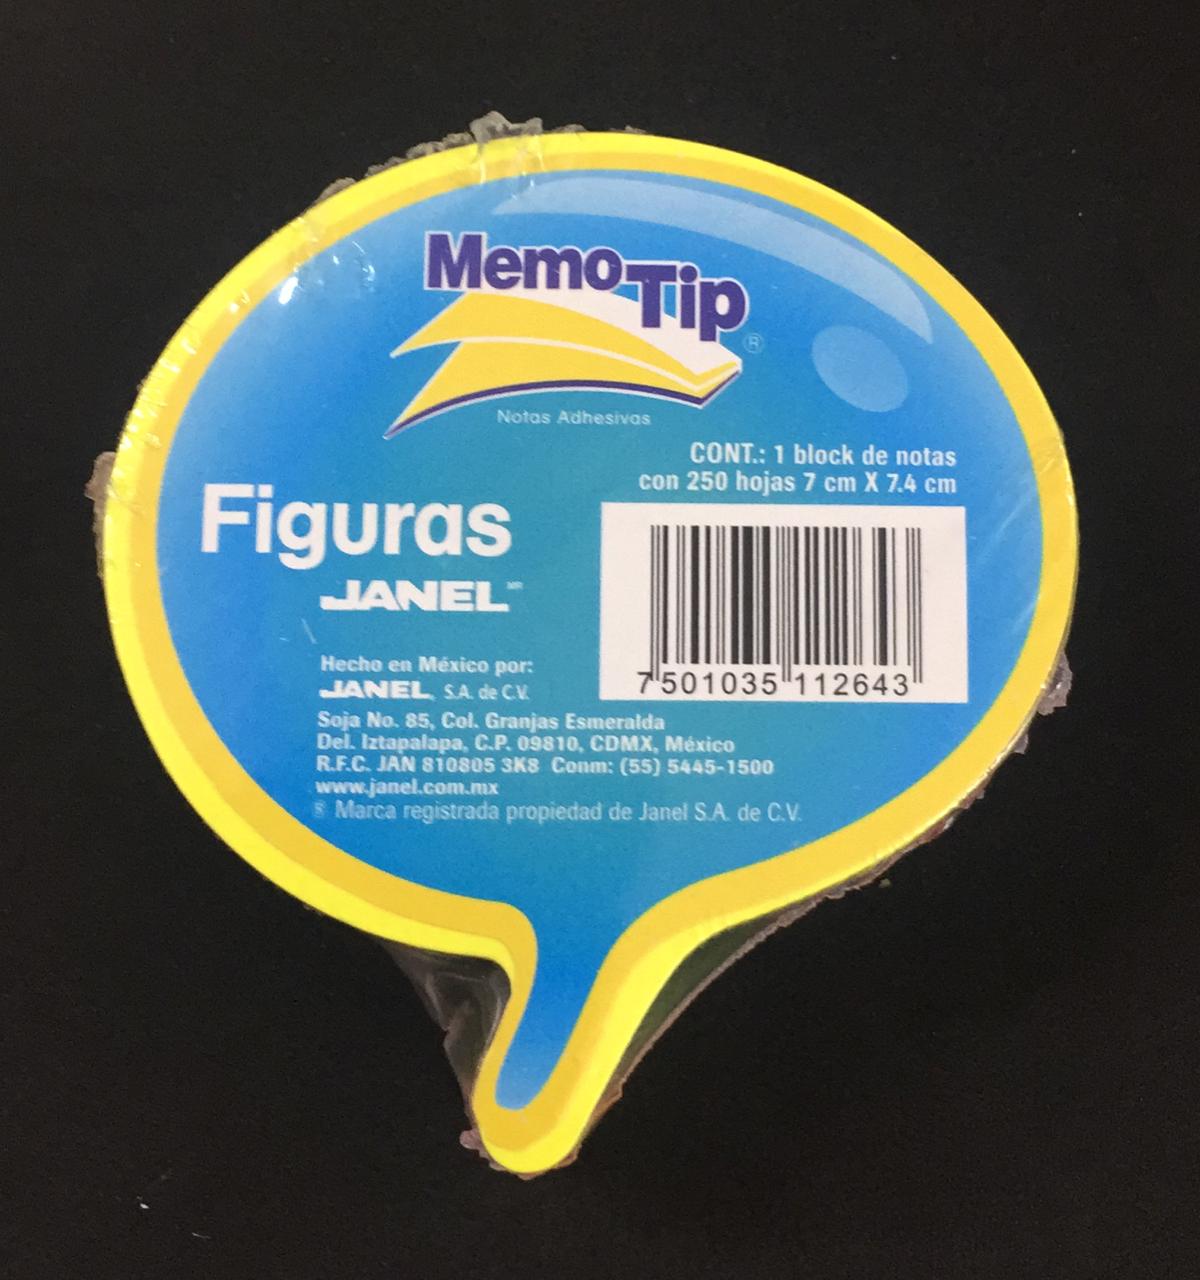 MemoTip®
Notas Adhesivas
CONT.: 1 block de notas
con 250 hojas 7 cm X 7.4 cm
Figuras
JANEL MR
7 501035 112643
Hecho en México por:
JANEL, S.A. de C.V.
Soja No. 85, Col. Granjas Esmeralda
Del. Iztapalapa, C.P. 09810, CDMX, México
R.F.C. JAN 810805 3K8 Conm: (55) 5445-1500
www.janel.com.mx
® Marca registrada propiedad de Janel S.A. de C.V.